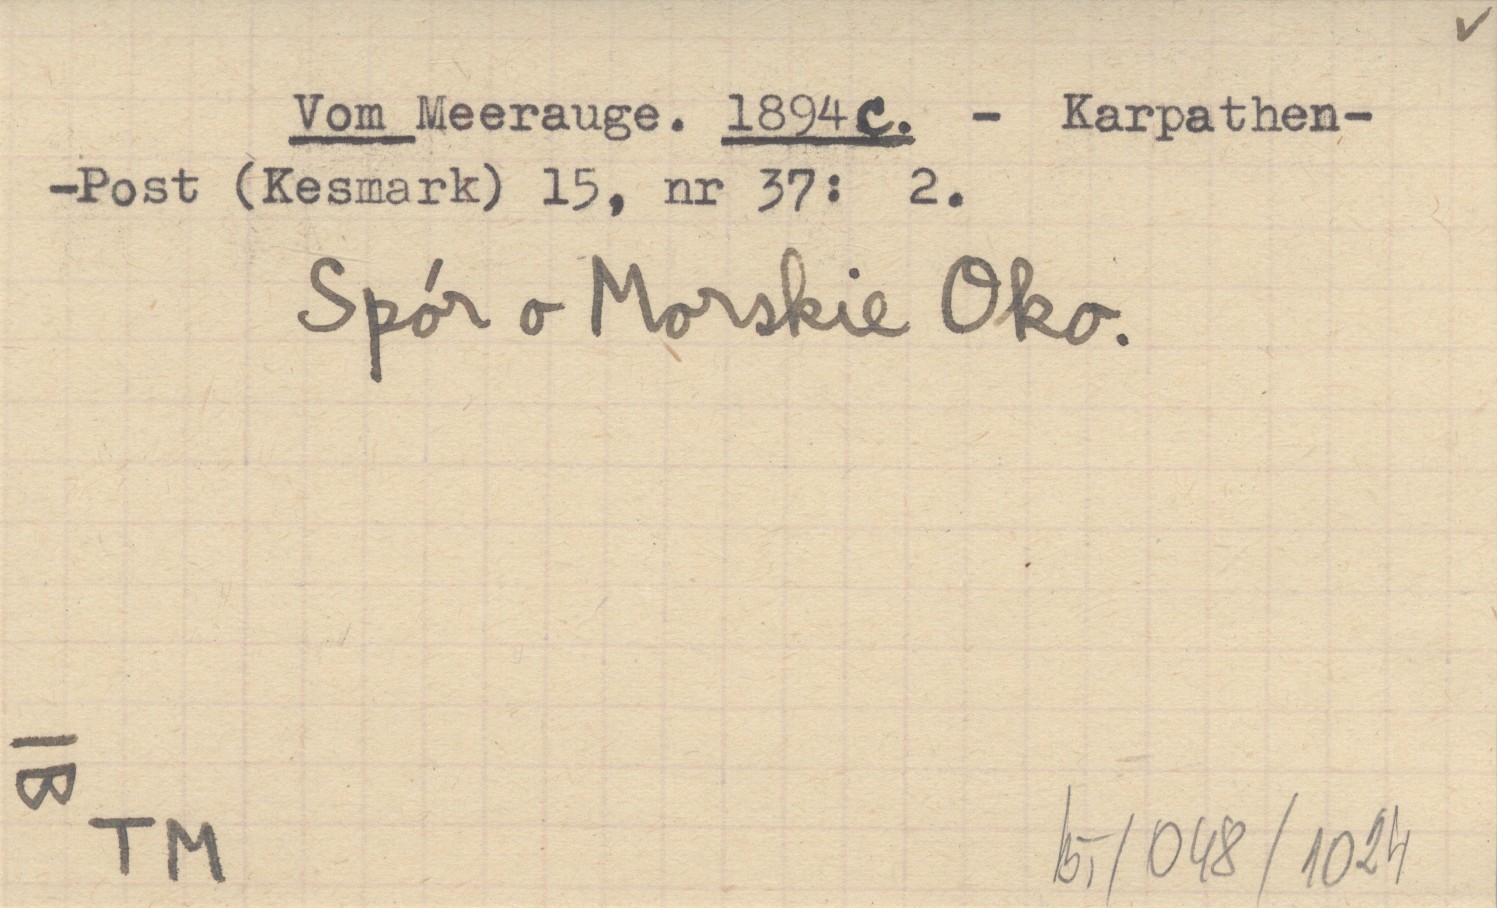 ✓
Vom Meerauge. 1894c. - Karpathen-
-Post (Kesmark) 15, nr 37: 2.
Spór o Morskie Oko.
IB
TM
/048/1024